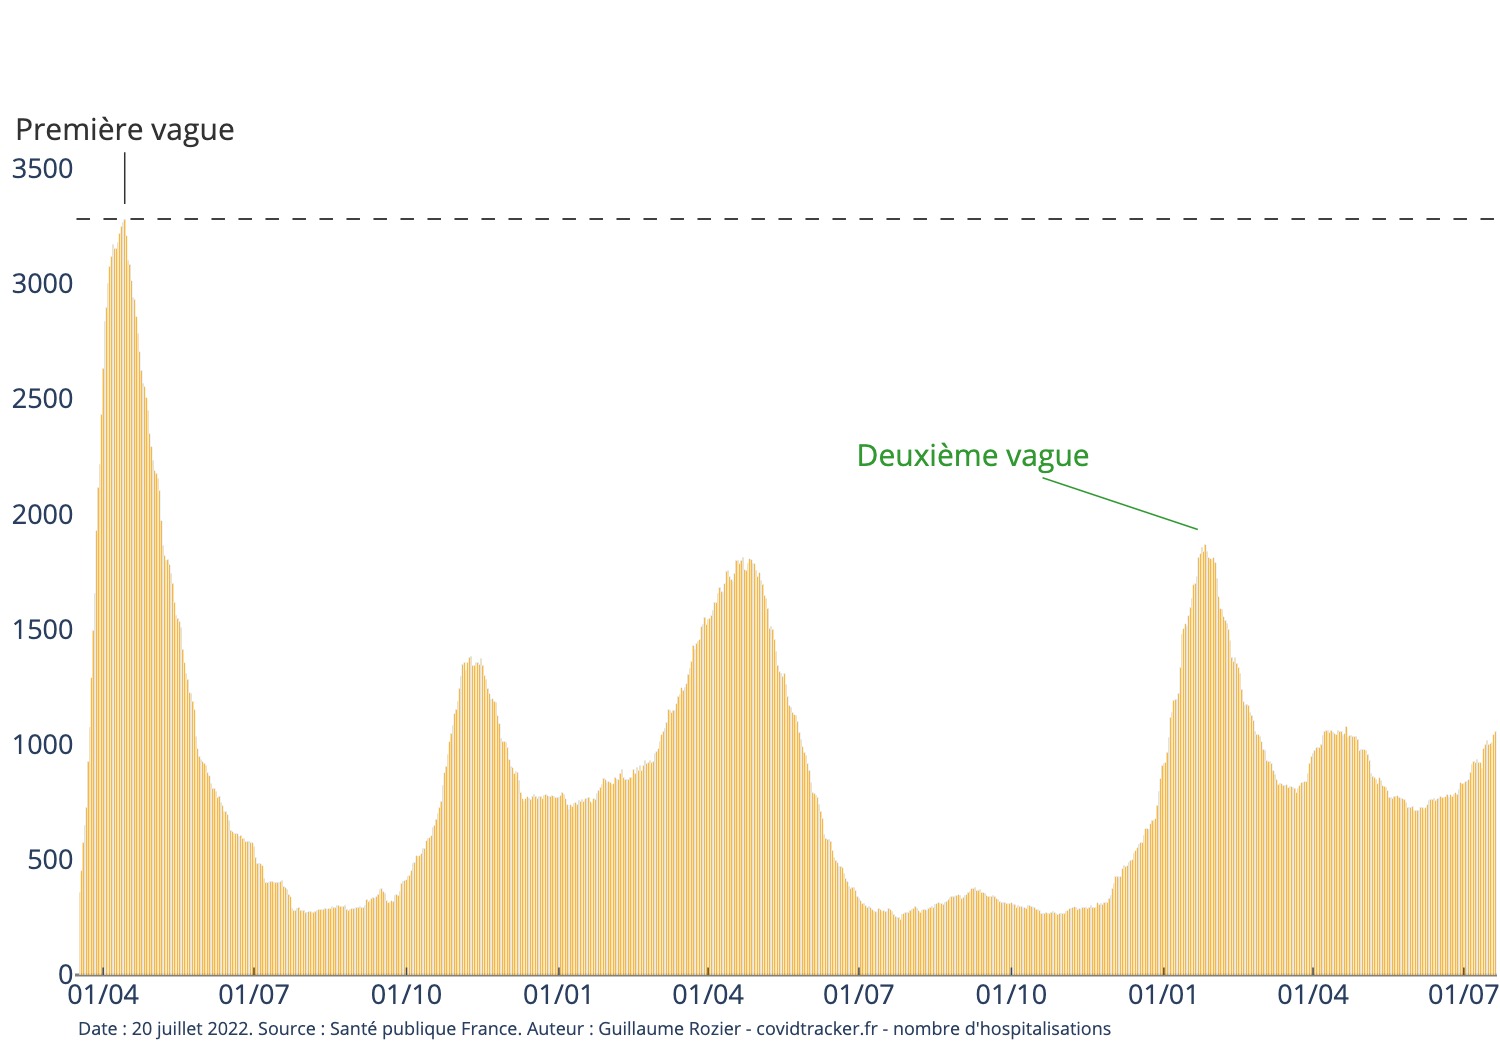 Première vague
3500
3000
2500
Deuxième vague
2000
1500
1000
500
0
01/04 01/07 01/10 01/01 01/04 01/07 01/10 01/01 01/04 01/07
Date : 20 juillet 2022. Source : Santé publique France. Auteur : Guillaume Rozier - covidtracker.fr - nombre d'hospitalisations